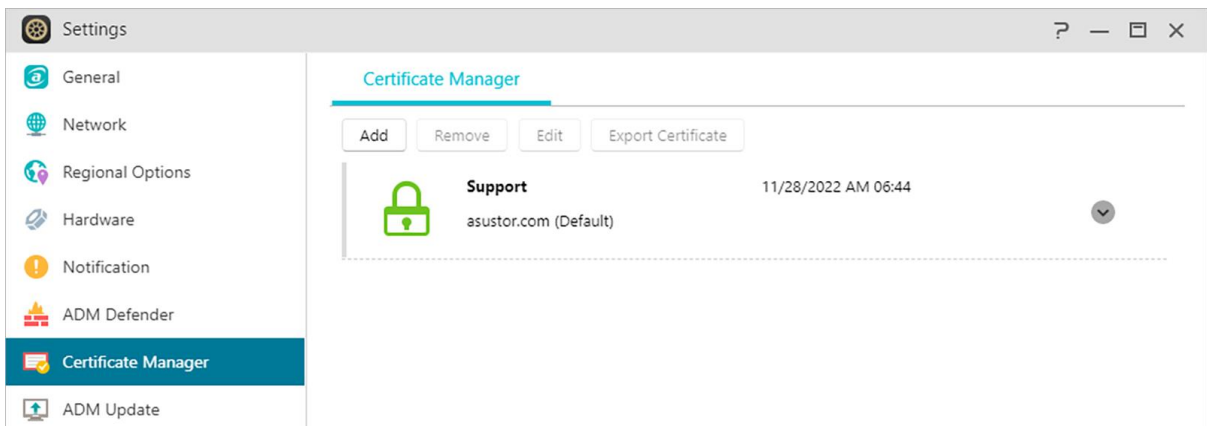 Settings
General
Network
Regional Options
Hardware
Notification
ADM Defender
Certificate Manager
ADM Update
Certificate Manager
Add Remove Edit Export Certificate
Support 11/28/2022 AM 06:44
asustor.com (Default)